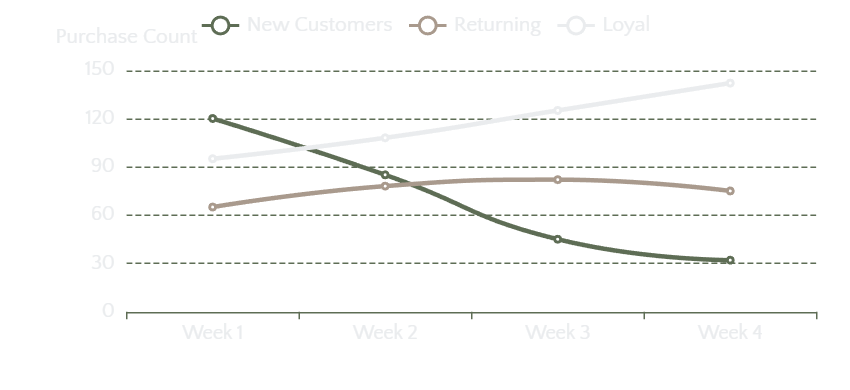 New Customers Returning Loyal
Purchase Count
150
120
90
60
30
0
Week 1 Week 2 Week 3 Week 4